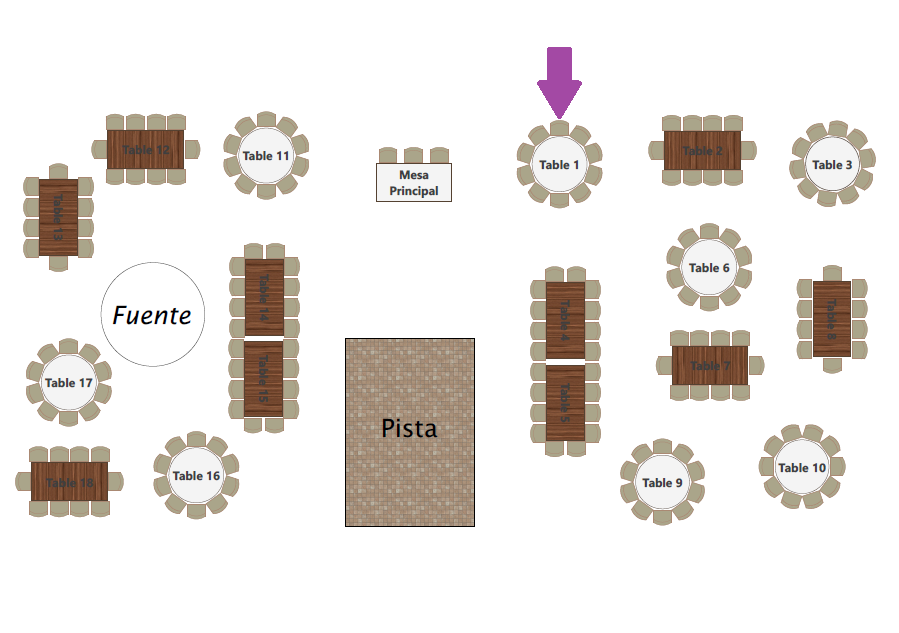 Table 12
Table 11
Mesa
Principal
Table 1
Table 2
Table 3
Table 13
Fuente
Table 14
Table 15
Table 6
Table 4
Table 8
Table 7
Table 5
Table 17
Pista
Table 18
Table 16
Table 9
Table 10